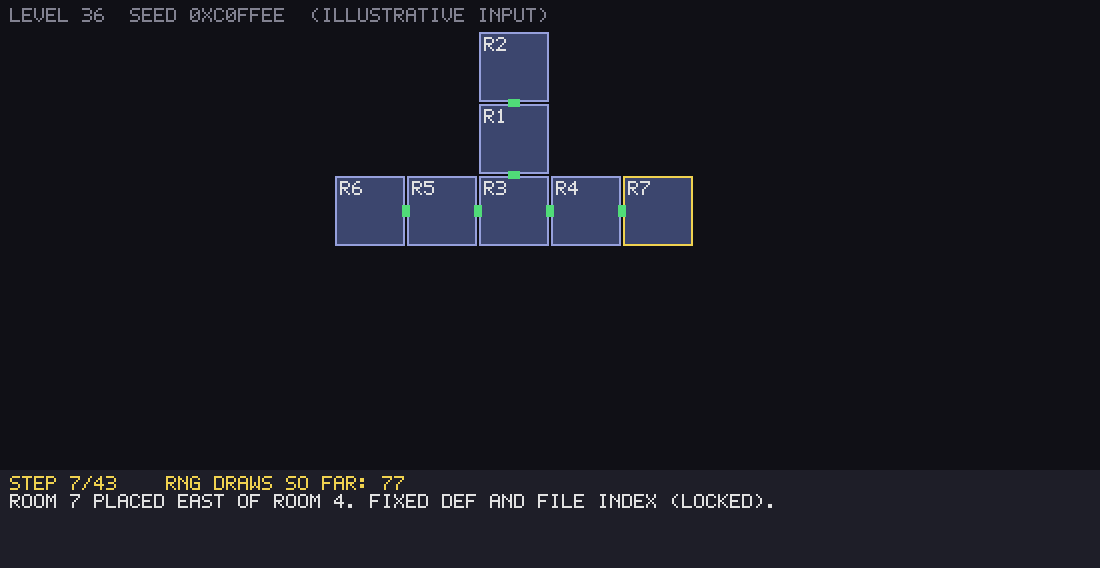 LEVEL 36  SEED 0XC0FFEE  (ILLUSTRATIVE INPUT)
R2
R1
R6 R5 R3 R4 R7
STEP 7/43    RNG DRAWS SO FAR: 77
ROOM 7 PLACED EAST OF ROOM 4. FIXED DEF AND FILE INDEX (LOCKED).